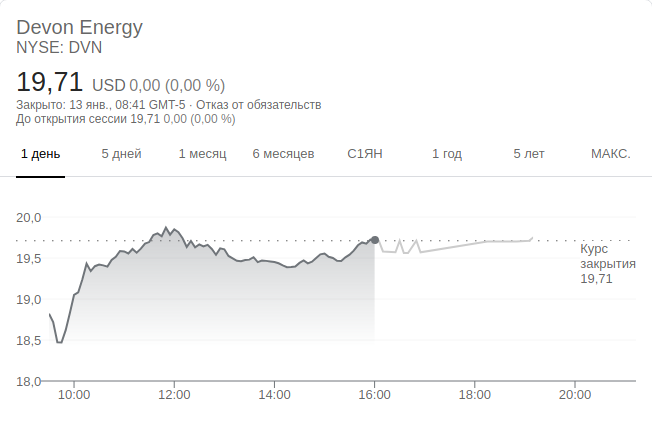 Devon Energy
NYSE: DVN
19,71 USD 0,00 (0,00 %)
Закрыто: 13 янв., 08:41 GMT-5 · Отказ от обязательств
До открытия сессии 19,71 0,00 (0,00 %)
1 день 5 дней 1 месяц 6 месяцев С1ЯН 1 год 5 лет МАКС.
20,0
19,5
19,0
18,5
18,0
Курс
закрытия
19,71
10:00 12:00 14:00 16:00 18:00 20:00